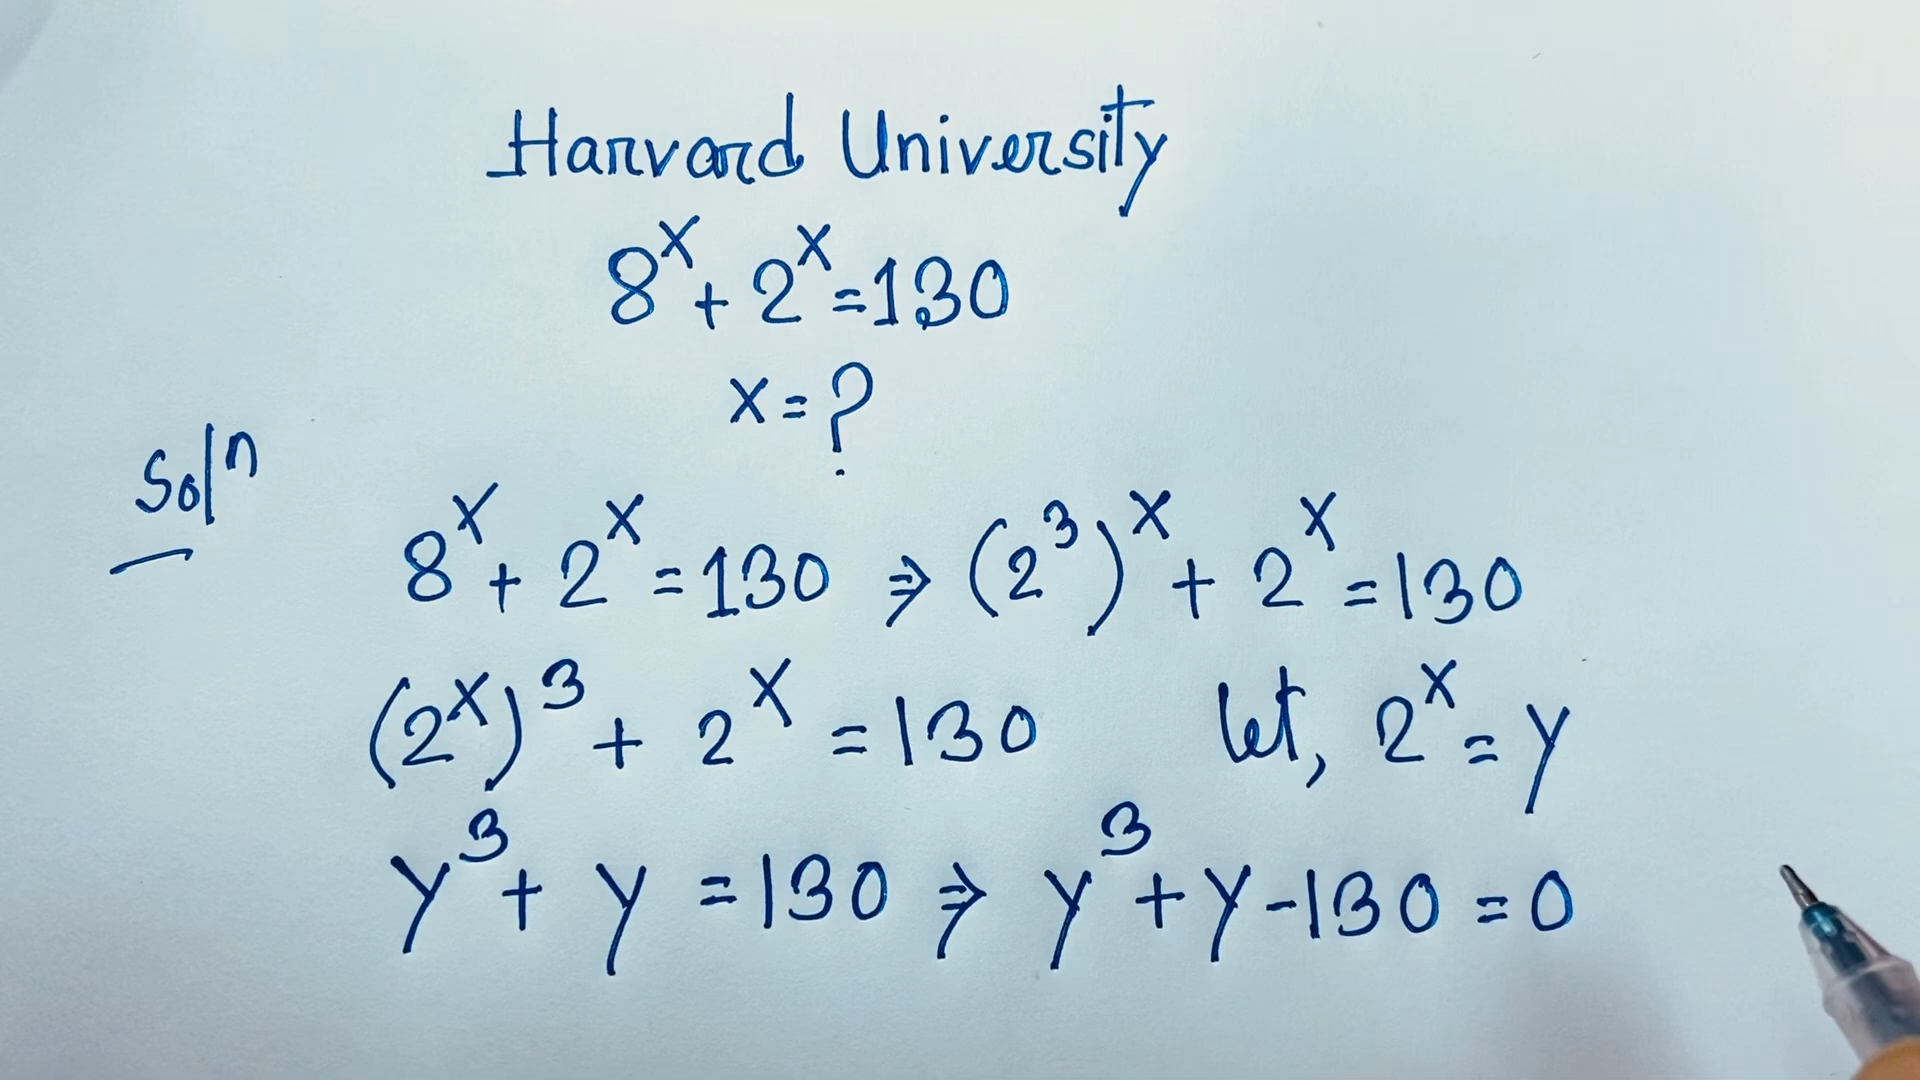 Harvard University
8^x + 2^x = 130
x = ?
Solⁿ
8^x + 2^x = 130 ⇒ (2^3)^x + 2^x = 130
(2^x)^3 + 2^x = 130 let, 2^x = y
y^3 + y = 130 ⇒ y^3 + y - 130 = 0